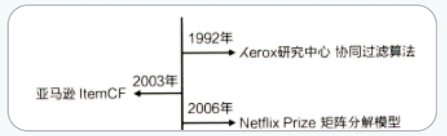 1992年
Xerox研究中心 协同过滤算法
2003年
亚马逊 ItemCF
2006年
Netflix Prize 矩阵分解模型